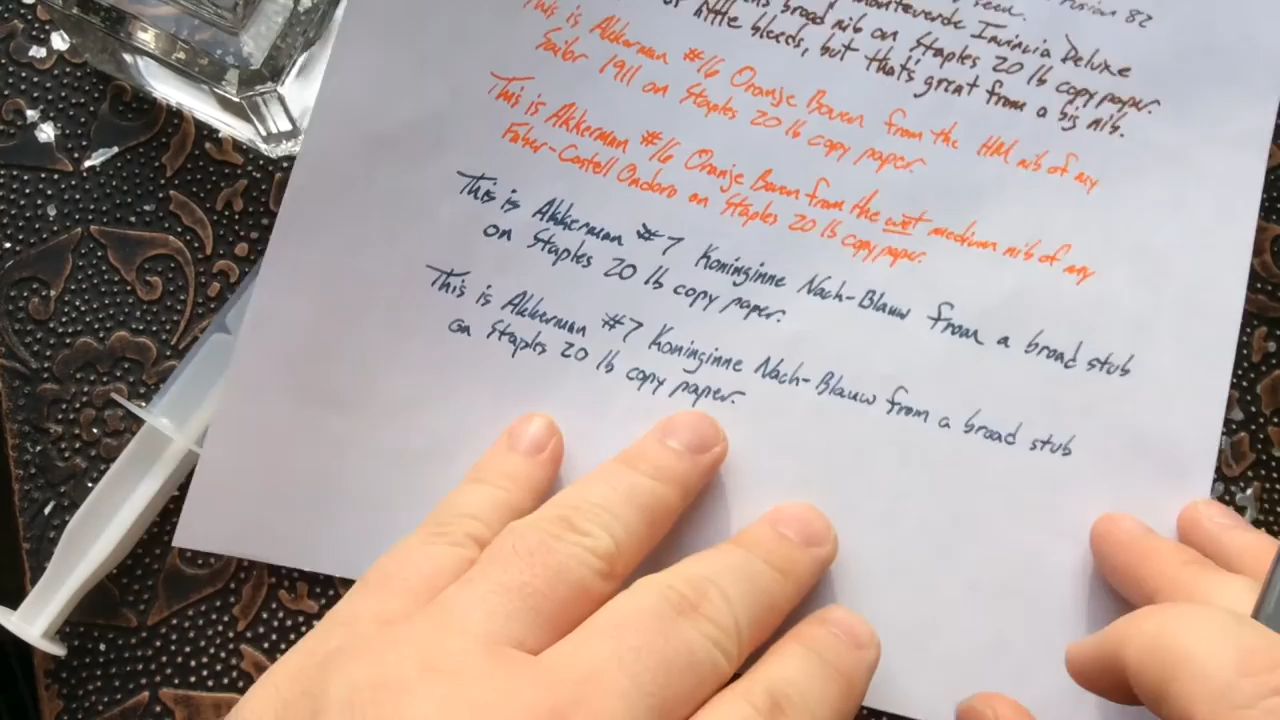 seen.
broad nib on Staples 20 lb copy paper.
little bleeds, but that's great from a big nib.
This is Akkerman #16 Oranje Boven from the HM nib of my
Sailor 1911 on Staples 20 lb copy paper.
This is Akkerman #16 Oranje Boven from the wet medium nib of my
Faber-Castell Ondoro on Staples 20 lb copy paper.
This is Akkerman #7 Koninginne Nach-Blauw from a broad stub
on Staples 20 lb copy paper.
This is Akkerman #7 Koninginne Nach-Blauw from a broad stub
on Staples 20 lb copy paper.